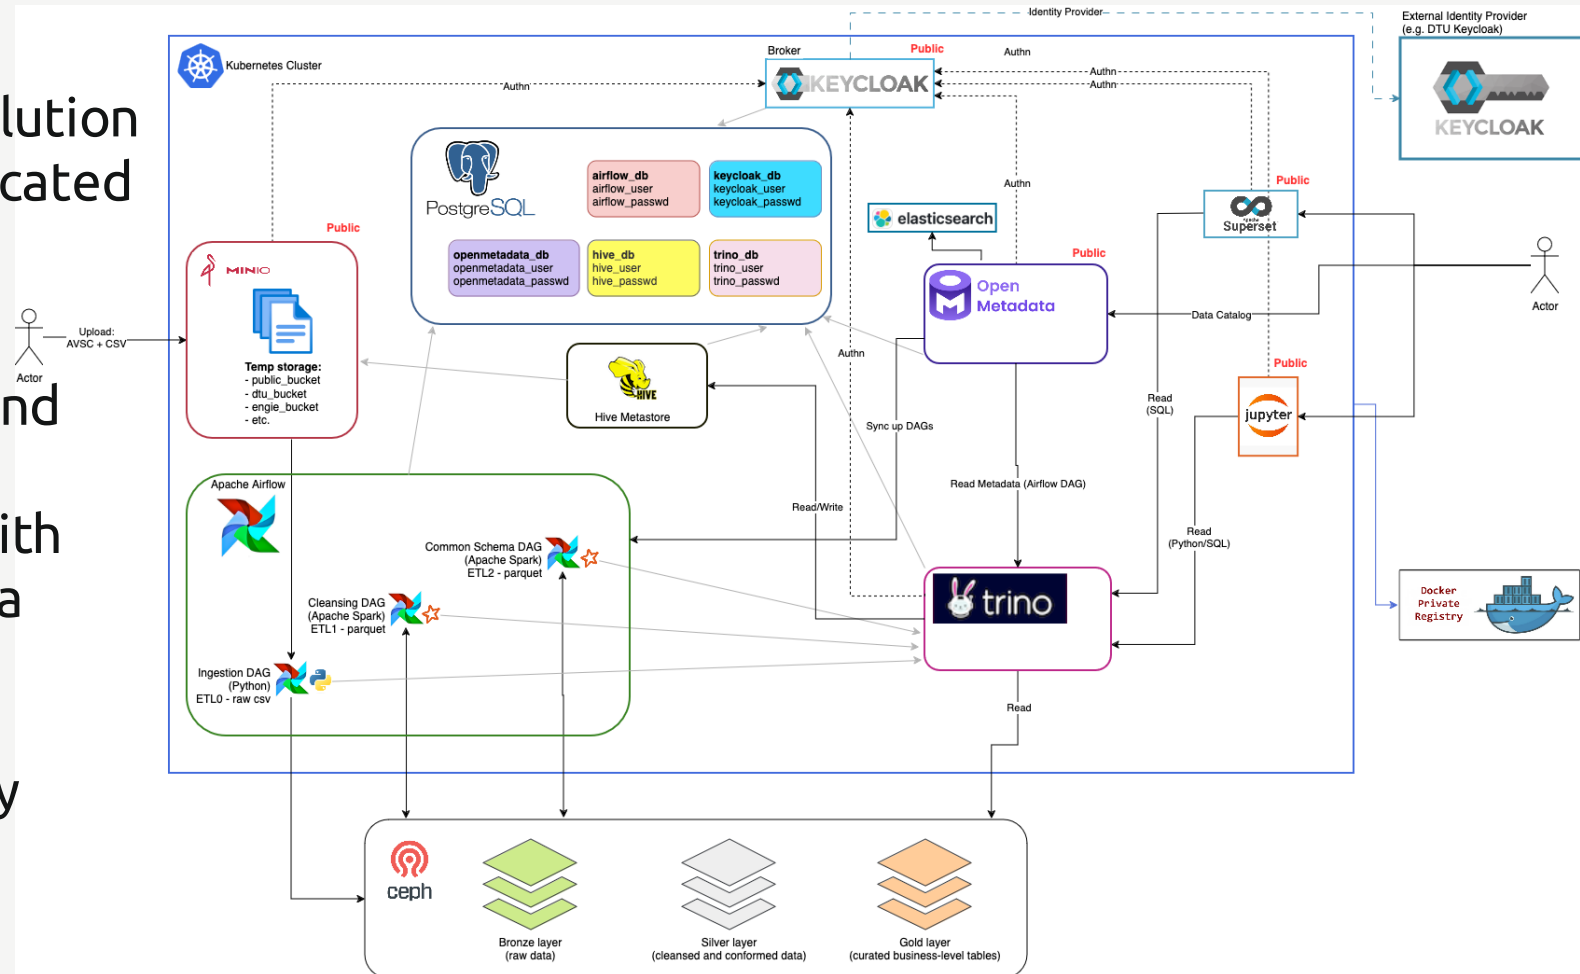 lution
cated
nd
ith
a
y
Identity Provider
External Identity Provider
(e.g. DTU Keycloak)
KEYCLOAK
Kubernetes Cluster
Broker
Public
KEYCLOAK
Authn
Authn
Authn
Authn
Authn
Authn
PostgreSQL
airflow_db
airflow_user
airflow_passwd
keycloak_db
keycloak_user
keycloak_passwd
openmetadata_db
openmetadata_user
openmetadata_passwd
hive_db
hive_user
hive_passwd
trino_db
trino_user
trino_passwd
elasticsearch
Public
Open
Metadata
Public
Superset
Actor
Data Catalog
Public
jupyter
Public
MINIO
Temp storage:
- public_bucket
- dtu_bucket
- engie_bucket
- etc.
Upload:
AVSC + CSV
Actor
HIVE
Hive Metastore
Sync up DAGs
Read
(SQL)
Read Metadata (Airflow DAG)
Read/Write
Read
(Python/SQL)
Apache Airflow
Common Schema DAG
(Apache Spark)
ETL2 - parquet
Cleansing DAG
(Apache Spark)
ETL1 - parquet
Ingestion DAG
(Python)
ETL0 - raw csv
trino
Docker
Private
Registry
docker
Read
ceph
Bronze layer
(raw data)
Silver layer
(cleansed and conformed data)
Gold layer
(curated business-level tables)